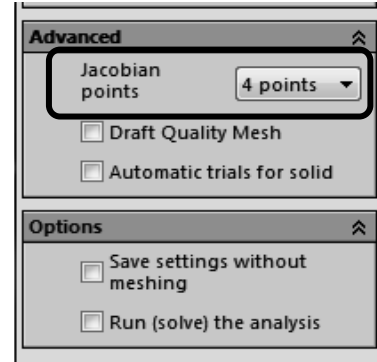 Advanced
Jacobian
points
4 points
Draft Quality Mesh
Automatic trials for solid
Options
Save settings without
meshing
Run (solve) the analysis